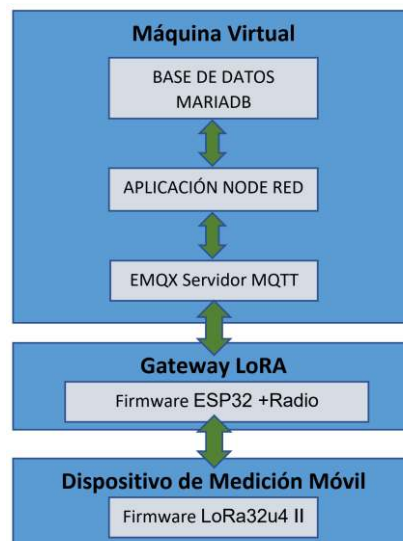 Máquina Virtual
BASE DE DATOS
MARIADB
APLICACIÓN NODE RED
EMQX Servidor MQTT
Gateway LoRA
Firmware ESP32 +Radio
Dispositivo de Medición Móvil
Firmware LoRa32u4 II